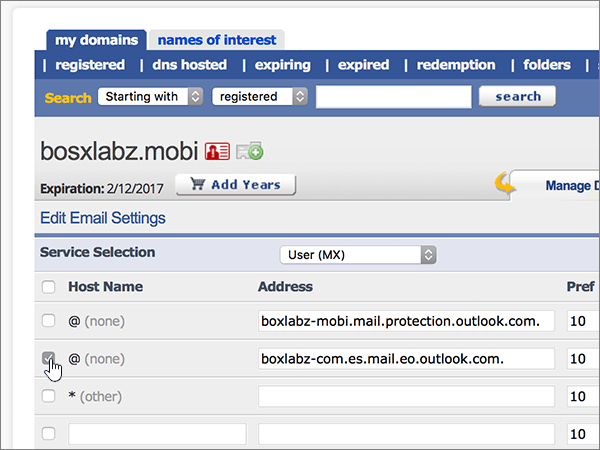 my domains names of interest
| registered | dns hosted | expiring | expired | redemption | folders |
Search Starting with registered search
bosxlabz.mobi
Expiration: 2/12/2017 Add Years Manage D
Edit Email Settings
Service Selection User (MX)
Host Name Address Pref
@ (none) boxlabz-mobi.mail.protection.outlook.com. 10
@ (none) boxlabz-com.es.mail.eo.outlook.com. 10
* (other) 10
10